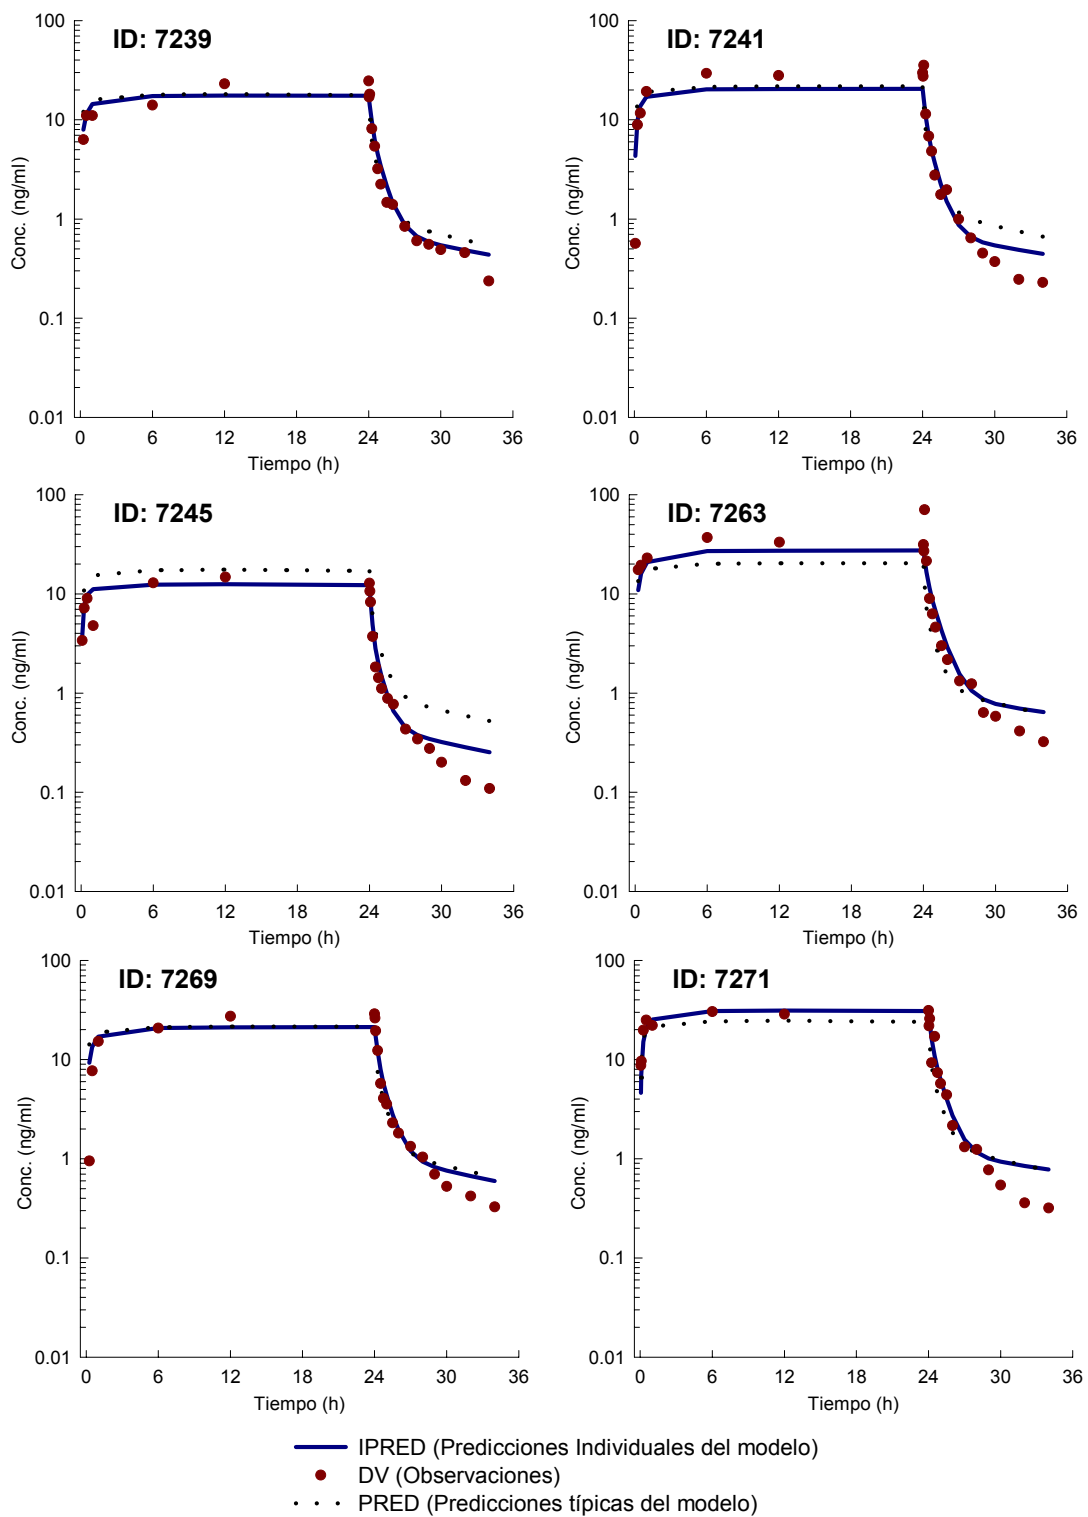 ID: 7239
100
10
1
0.1
0.01
Conc. (ng/ml)
0 6 12 18 24 30 36
Tiempo (h)
ID: 7241
100
10
1
0.1
0.01
Conc. (ng/ml)
0 6 12 18 24 30 36
Tiempo (h)
ID: 7245
100
10
1
0.1
0.01
Conc. (ng/ml)
0 6 12 18 24 30 36
Tiempo (h)
ID: 7263
100
10
1
0.1
0.01
Conc. (ng/ml)
0 6 12 18 24 30 36
Tiempo (h)
ID: 7269
100
10
1
0.1
0.01
Conc. (ng/ml)
0 6 12 18 24 30 36
Tiempo (h)
ID: 7271
100
10
1
0.1
0.01
Conc. (ng/ml)
0 6 12 18 24 30 36
Tiempo (h)
IPRED (Predicciones Individuales del modelo)
DV (Observaciones)
PRED (Predicciones típicas del modelo)